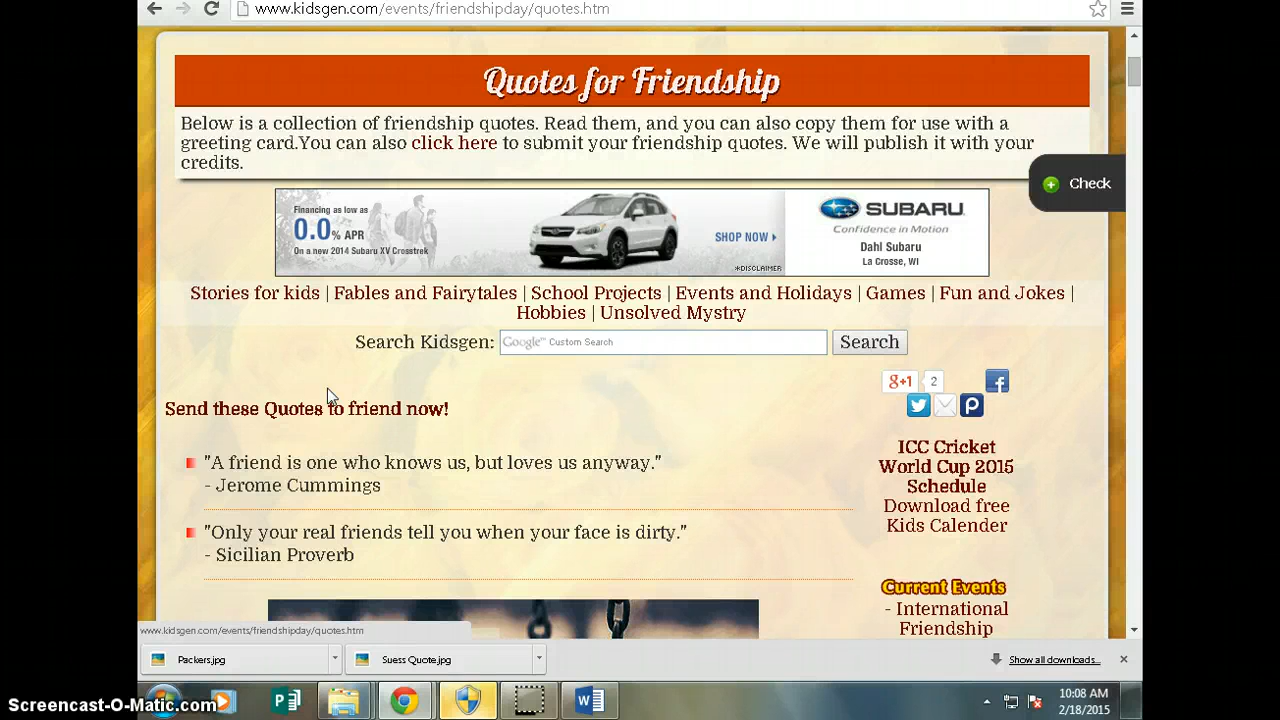 www.kidsgen.com/events/friendshipday/quotes.htm
Quotes for Friendship
Below is a collection of friendship quotes. Read them, and you can also copy them for use with a
greeting card.You can also click here to submit your friendship quotes. We will publish it with your
credits.
Check
Financing as low as
0.0% APR
On a new 2014 Subaru XV Crosstrek
SHOP NOW
*DISCLAIMER
SUBARU
Confidence in Motion
Dahl Subaru
La Crosse, WI
Stories for kids | Fables and Fairytales | School Projects | Events and Holidays | Games | Fun and Jokes |
Hobbies | Unsolved Mystry
Search Kidsgen: Google™ Custom Search Search
g+1 2
Send these Quotes to friend now!
"A friend is one who knows us, but loves us anyway."
- Jerome Cummings
"Only your real friends tell you when your face is dirty."
- Sicilian Proverb
ICC Cricket
World Cup 2015
Schedule
Download free
Kids Calender
Current Events
- International
Friendship
www.kidsgen.com/events/friendshipday/quotes.htm
Packers.jpg
Suess Quote.jpg
Show all downloads...
10:08 AM
2/18/2015
Screencast-O-Matic.com